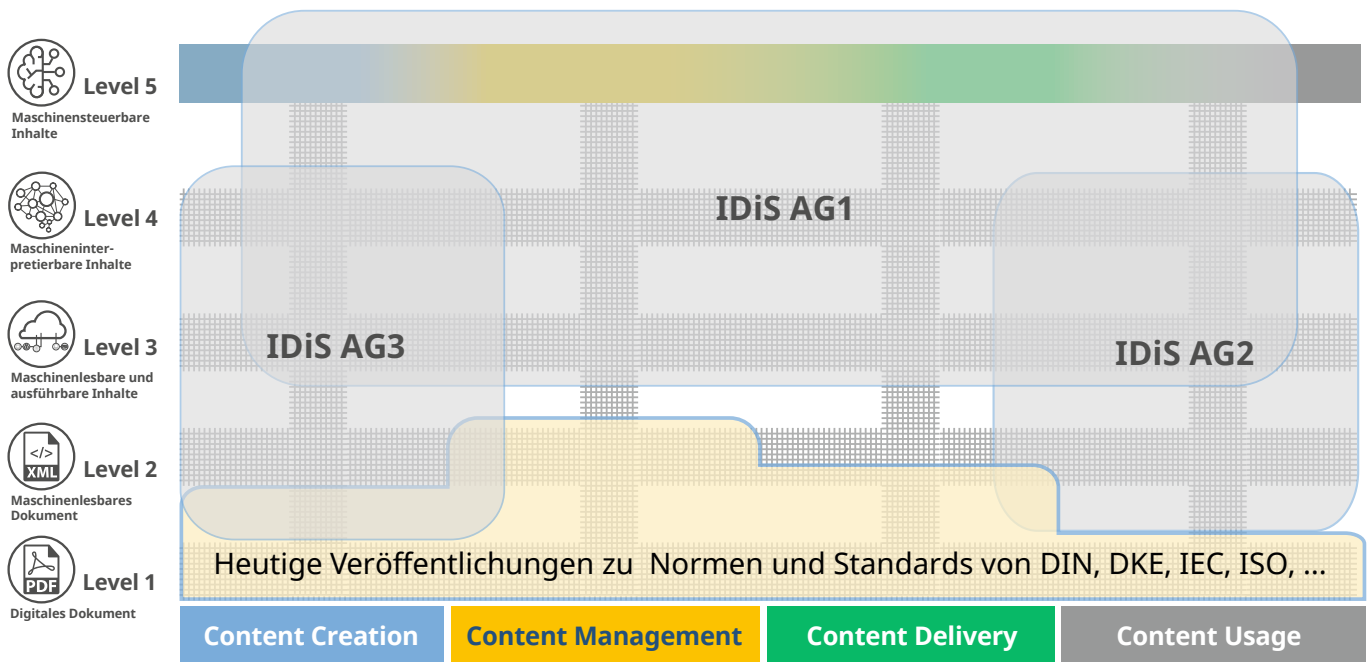 Level 5
Maschinensteuerbare
Inhalte
Level 4
Maschineninter-
pretierbare Inhalte
IDiS AG1
Level 3
Maschinenlesbare und
ausführbare Inhalte
IDiS AG3
IDiS AG2
</>
XML
Level 2
Maschinenlesbares
Dokument
PDF
Level 1
Digitales Dokument
Heutige Veröffentlichungen zu Normen und Standards von DIN, DKE, IEC, ISO, ...
Content Creation
Content Management
Content Delivery
Content Usage